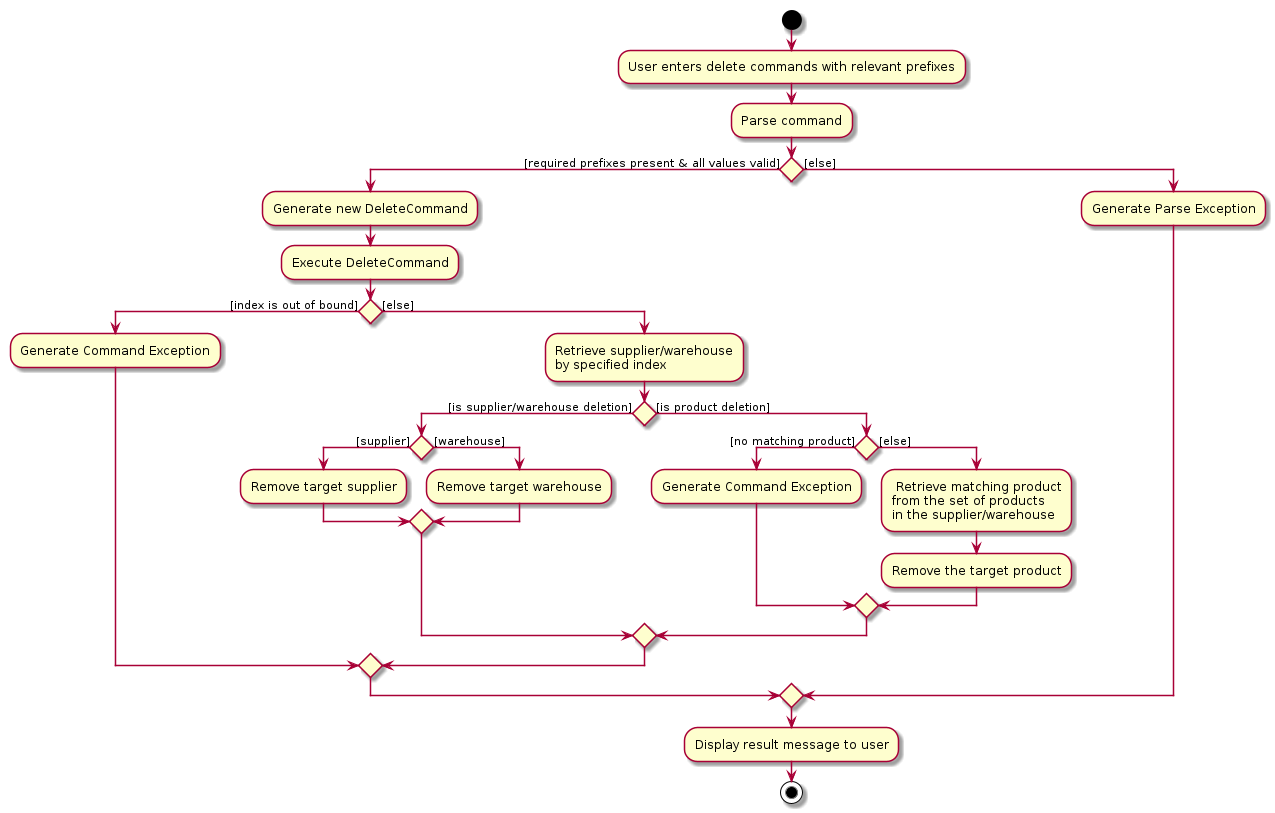 User enters delete commands with relevant prefixes
Parse command
[required prefixes present & all values valid]
[else]
Generate new DeleteCommand
Generate Parse Exception
Execute DeleteCommand
[index is out of bound]
[else]
Generate Command Exception
Retrieve supplier/warehouse
by specified index
[is supplier/warehouse deletion]
[is product deletion]
[supplier]
[warehouse]
[no matching product]
[else]
Remove target supplier
Remove target warehouse
Generate Command Exception
Retrieve matching product
from the set of products
in the supplier/warehouse
Remove the target product
Display result message to user